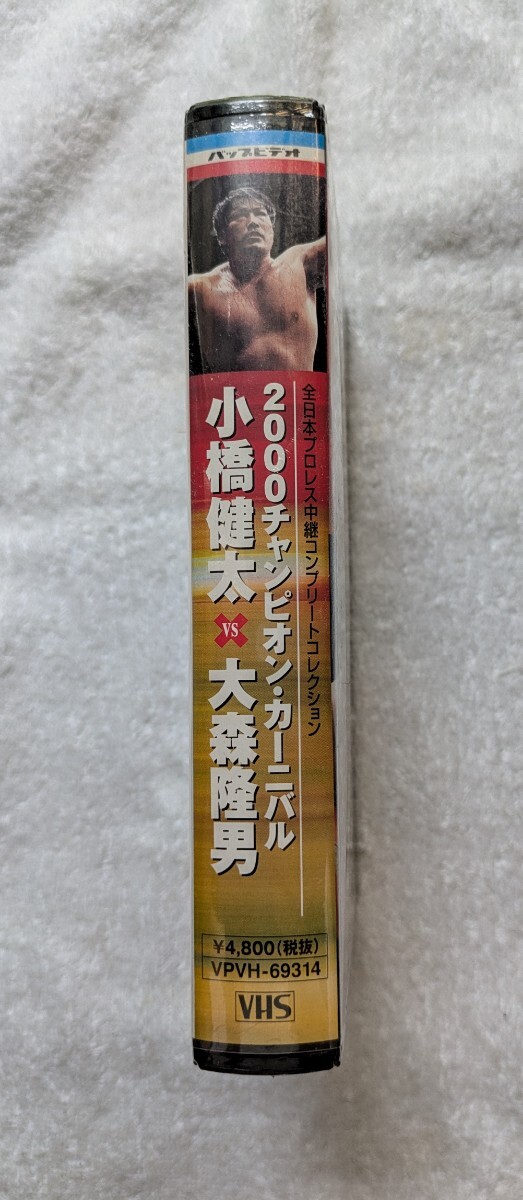 バップビデオ
全日本プロレス中継コンプリートコレクション
2000チャンピオン・カーニバル
小橋健太 VS 大森隆男
¥4,800(税抜)
VPVH-69314
VHS